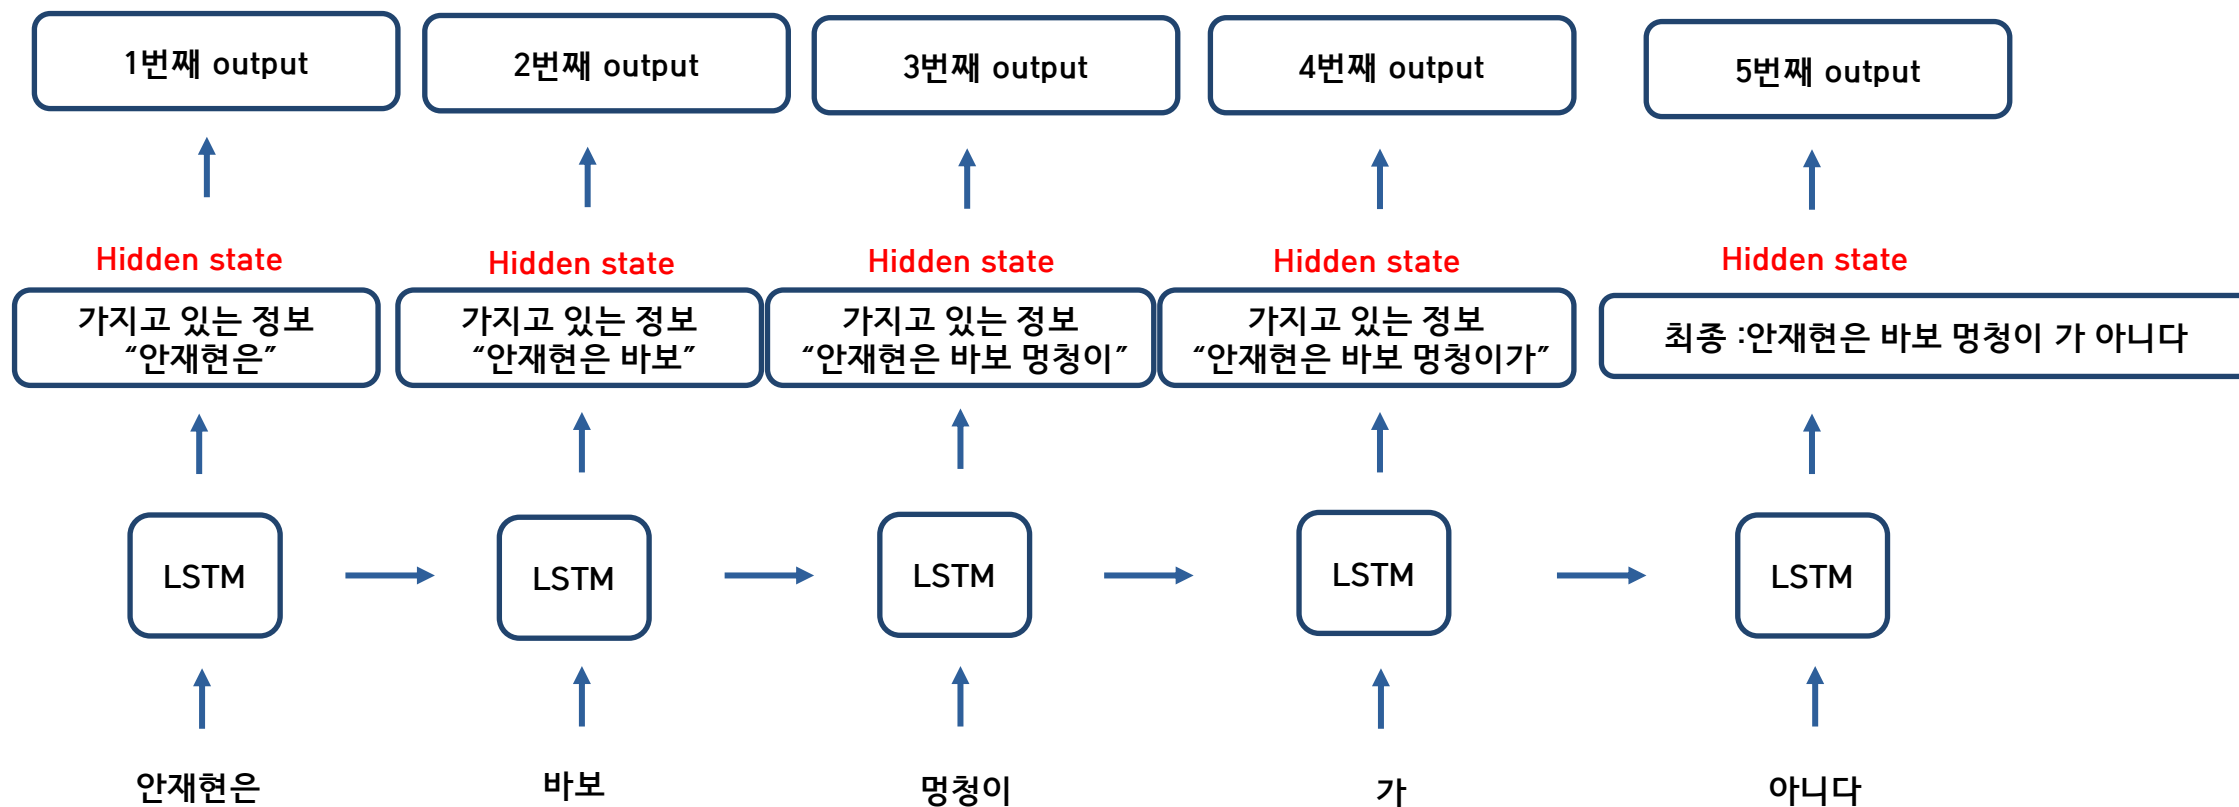 1번째 output
2번째 output
3번째 output
4번째 output
5번째 output
Hidden state
Hidden state
Hidden state
Hidden state
Hidden state
가지고 있는 정보
“안재현은”
가지고 있는 정보
“안재현은 바보”
가지고 있는 정보
“안재현은 바보 멍청이”
가지고 있는 정보
“안재현은 바보 멍청이가”
최종 :안재현은 바보 멍청이 가 아니다
LSTM
LSTM
LSTM
LSTM
LSTM
안재현은
바보
멍청이
가
아니다